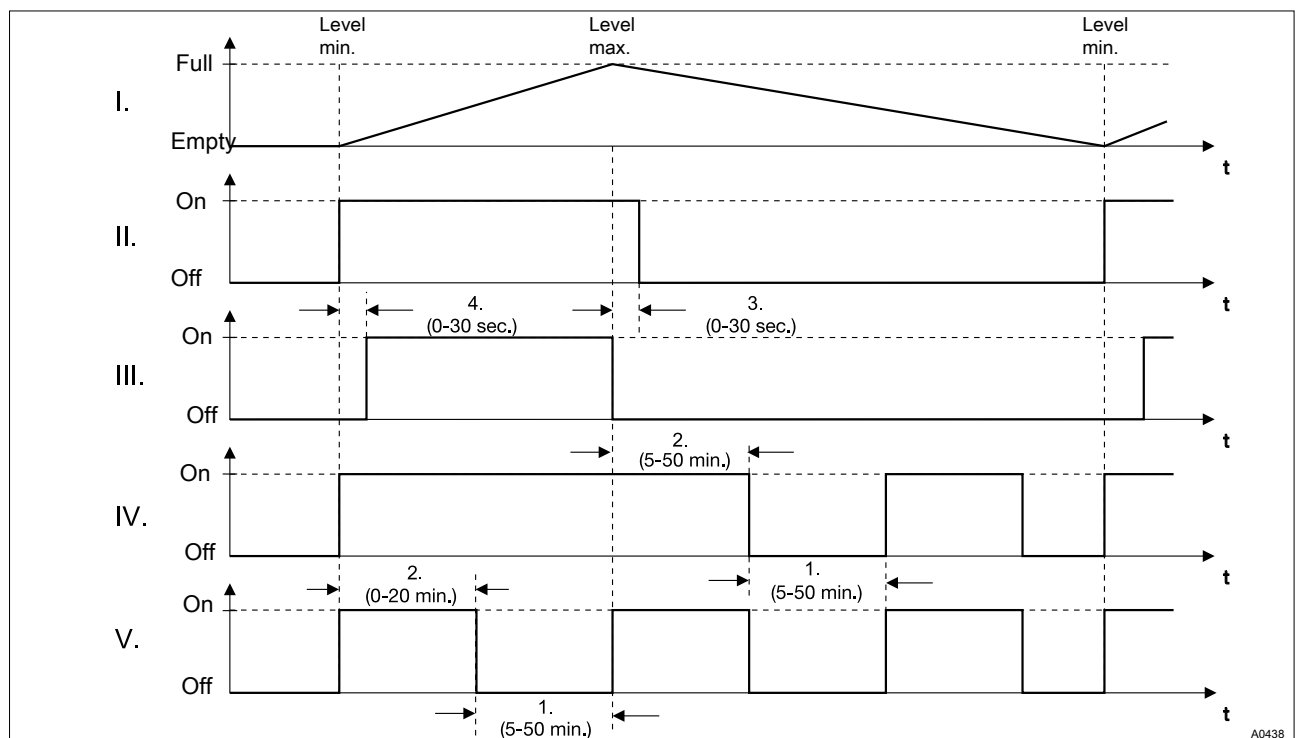 Level
min.
Level
max.
Level
min.
Full
I.
Empty
t
On
II.
Off
t
4.
(0-30 sec.)
3.
(0-30 sec.)
On
III.
Off
t
2.
(5-50 min.)
On
IV.
Off
t
2.
(0-20 min.)
1.
(5-50 min.)
On
V.
Off
t
1.
(5-50 min.)
A0438